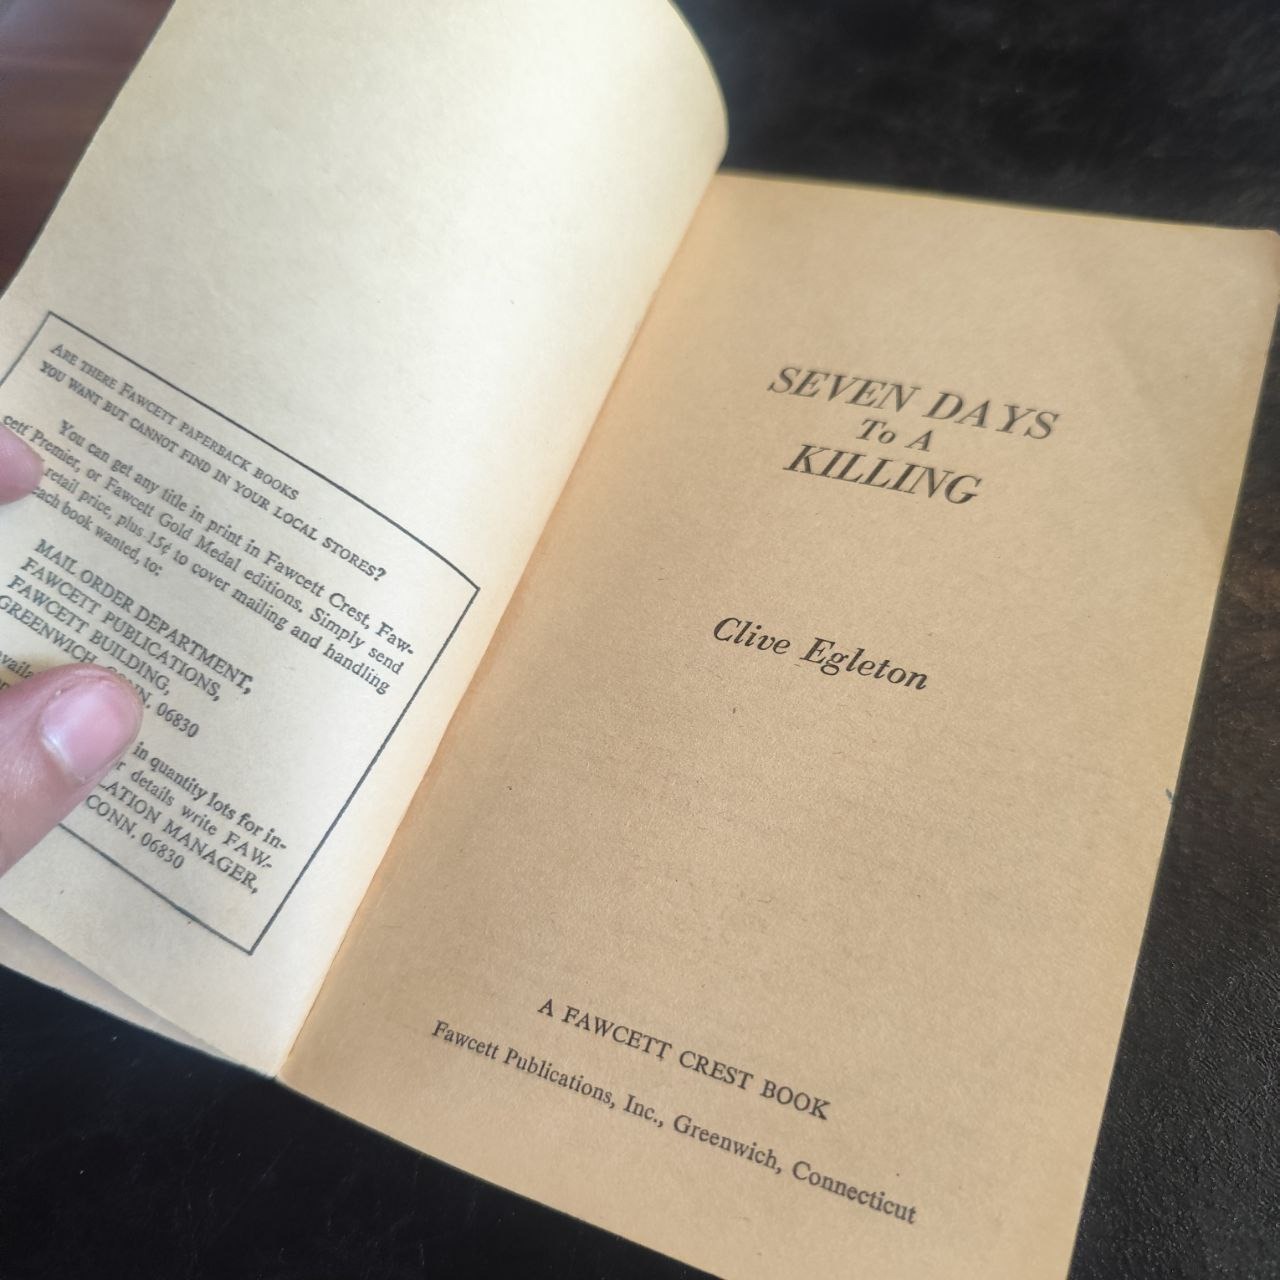 ARE THERE FAWCETT PAPERBACK BOOKS
YOU WANT BUT CANNOT FIND IN YOUR LOCAL STORES?
You can get any title in print in Fawcett Crest, Faw-
cett Premier, or Fawcett Gold Medal editions. Simply send
retail price, plus 15¢ to cover mailing and handling
each book wanted, to:
MAIL ORDER DEPARTMENT,
FAWCETT PUBLICATIONS,
FAWCETT BUILDING,
GREENWICH, CONN. 06830
in quantity lots for in-
details write FAW-
MANAGER,
CONN. 06830
SEVEN DAYS
To A
KILLING
Clive Egleton
A FAWCETT CREST BOOK
Fawcett Publications, Inc., Greenwich, Connecticut